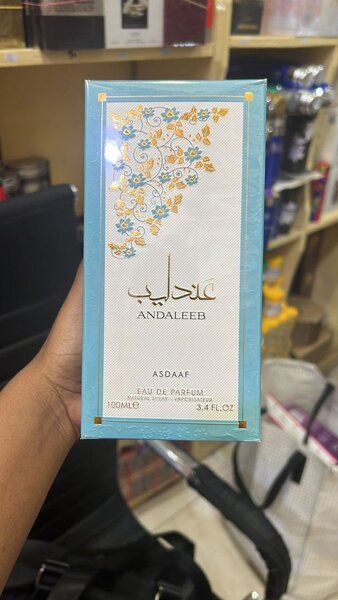 عندليب
ANDALEEB
ASDAAF
EAU DE PARFUM
NATURAL SPRAY - VAPORISATEUR
100ML℮ 3.4 FL.OZ